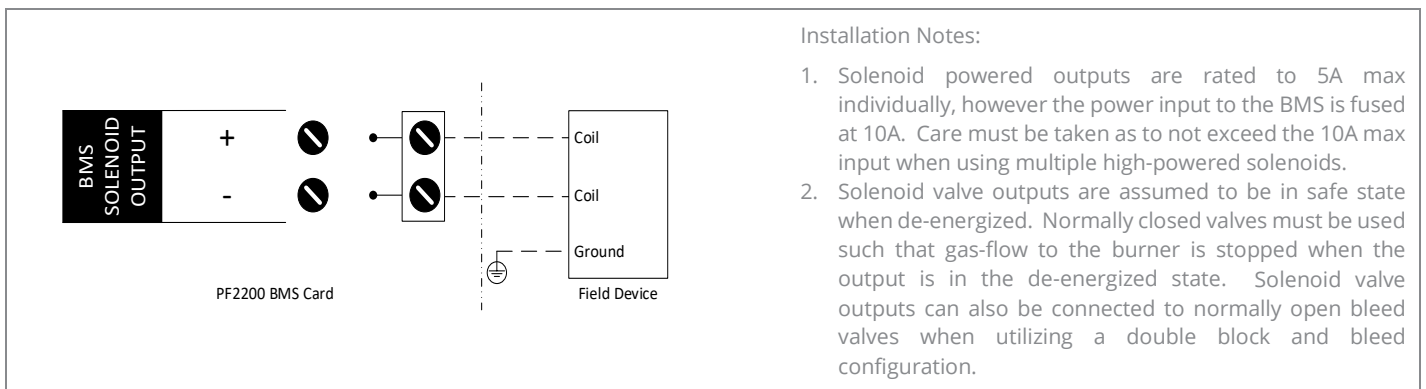 BMS
SOLENOID
OUTPUT
+
-
Coil
Coil
Ground
PF2200 BMS Card
Field Device
Installation Notes:
1. Solenoid powered outputs are rated to 5A max
individually, however the power input to the BMS is fused
at 10A. Care must be taken as to not exceed the 10A max
input when using multiple high-powered solenoids.
2. Solenoid valve outputs are assumed to be in safe state
when de-energized. Normally closed valves must be used
such that gas-flow to the burner is stopped when the
output is in the de-energized state. Solenoid valve
outputs can also be connected to normally open bleed
valves when utilizing a double block and bleed
configuration.